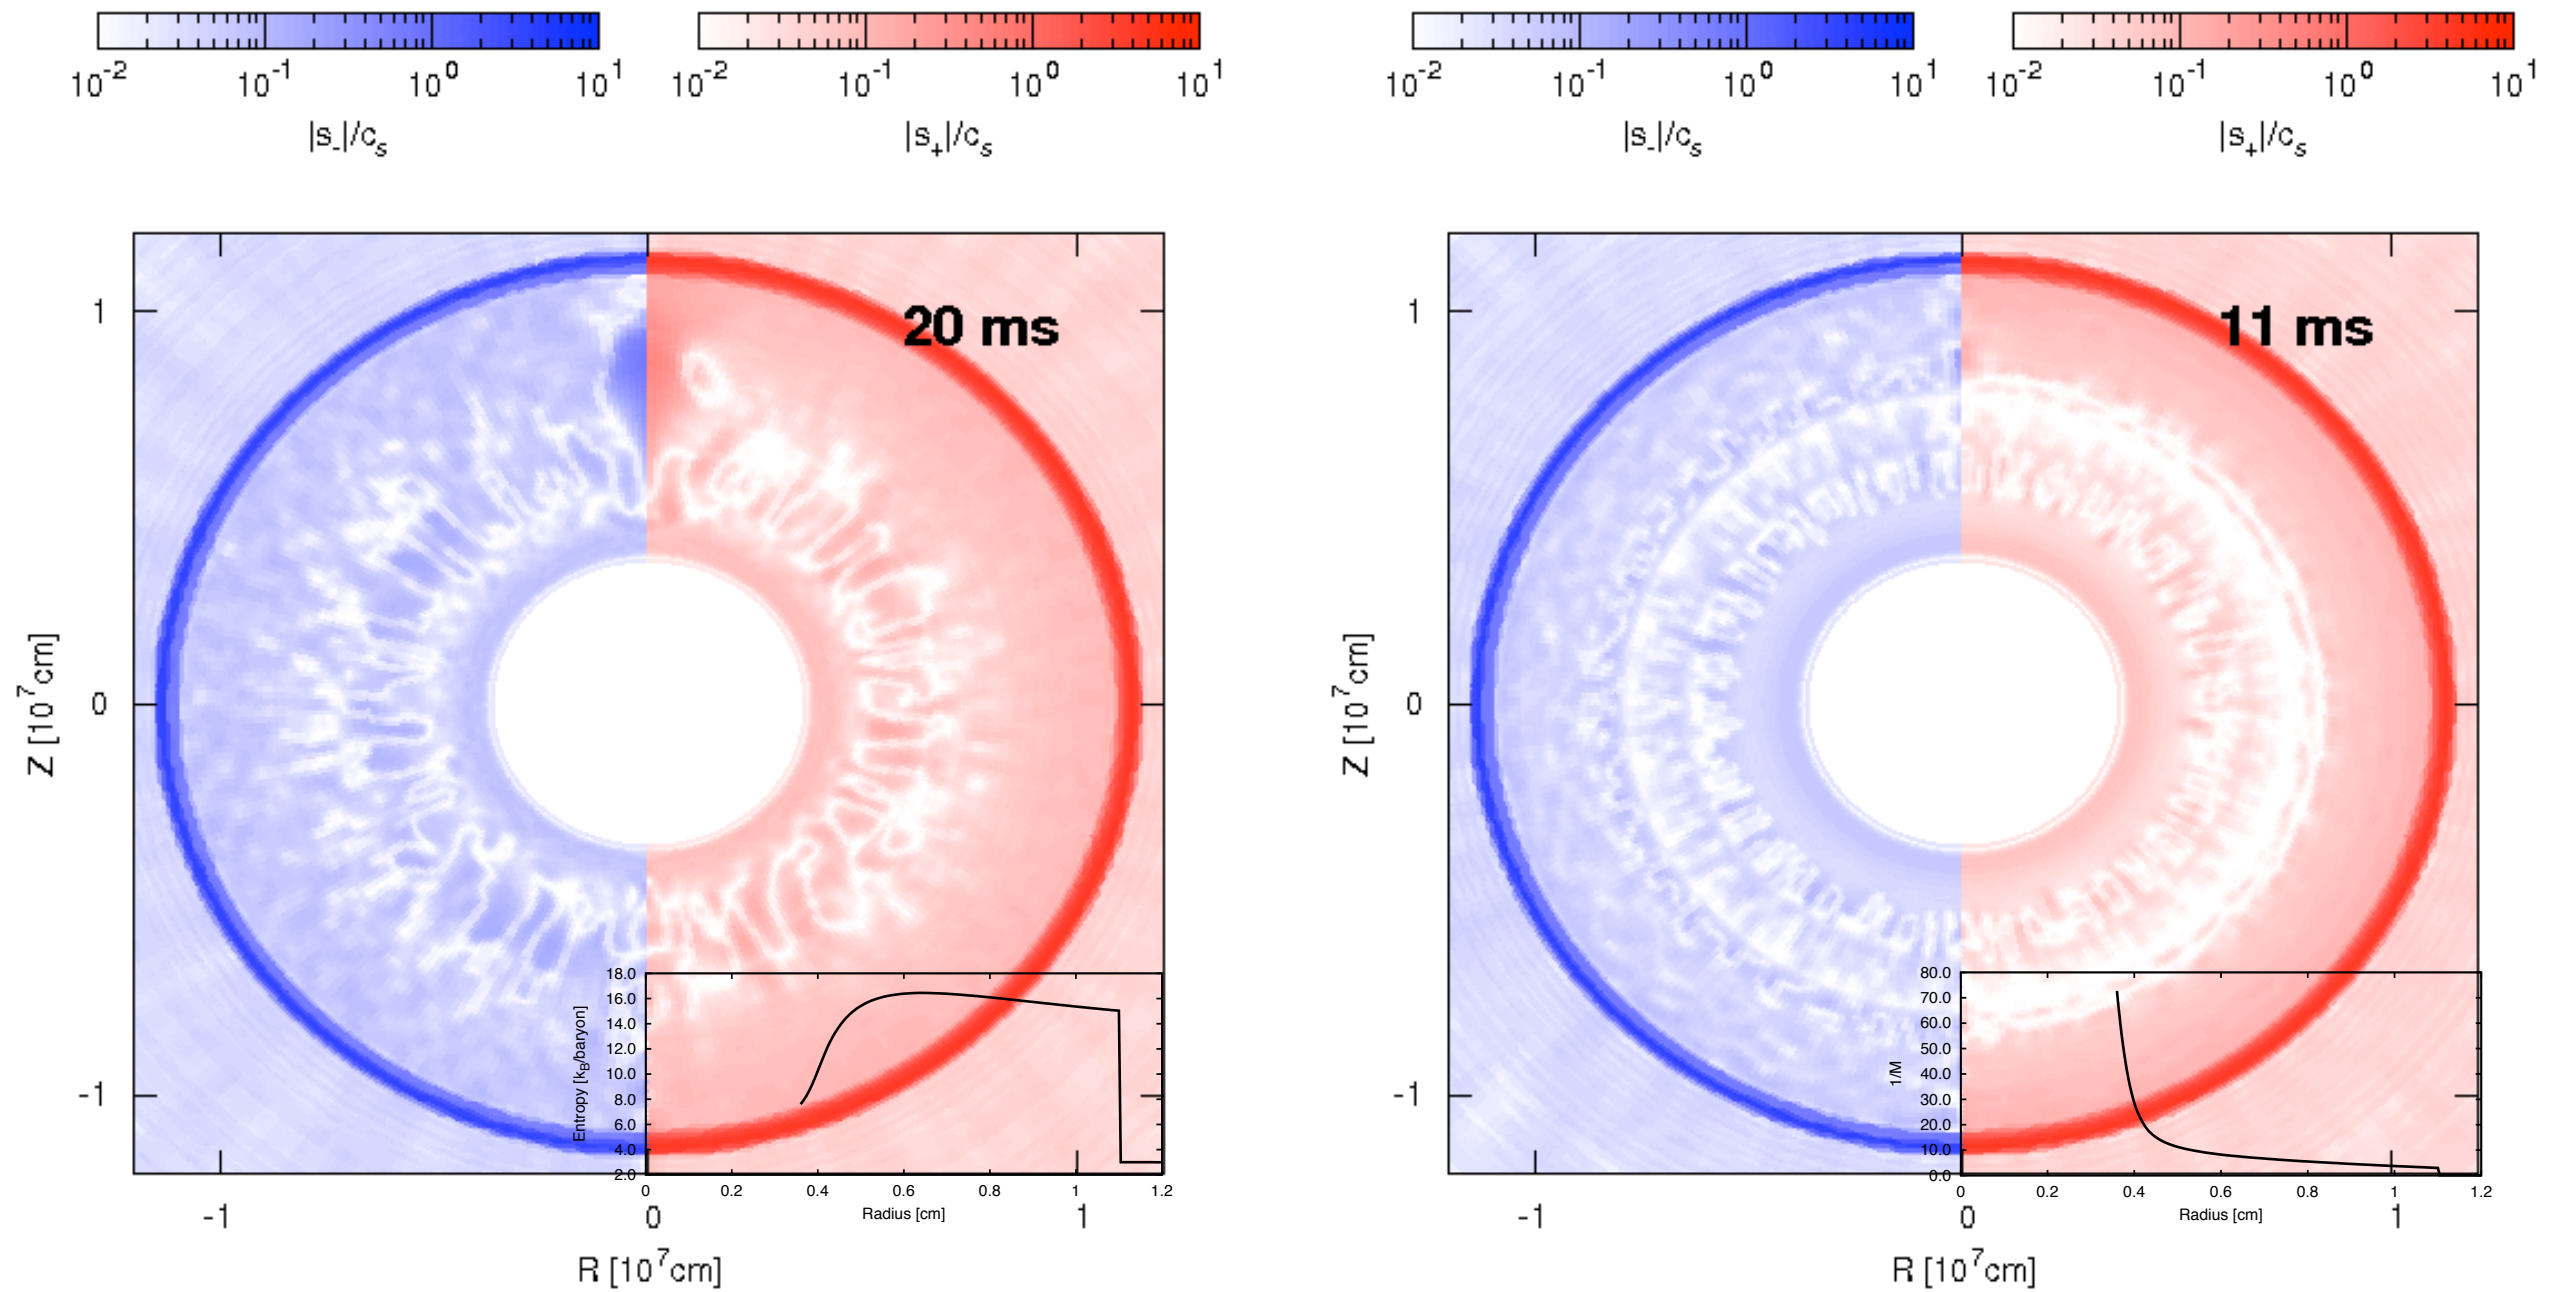 10^-2 10^-1 10^0 10^1 10^-2 10^-1 10^0 10^1
|s_-|/c_s |s_+|/c_s
20 ms
1
0
-1
Z [10^7cm]
-1 0 1
R [10^7cm]
18.0
16.0
14.0
12.0
10.0
8.0
6.0
4.0
2.0
Entropy [k_B/baryon]
0 0.2 0.4 0.6 0.8 1 1.2
Radius [cm]
10^-2 10^-1 10^0 10^1 10^-2 10^-1 10^0 10^1
|s_-|/c_s |s_+|/c_s
11 ms
1
0
-1
Z [10^7cm]
-1 0 1
R [10^7cm]
80.0
70.0
60.0
50.0
40.0
30.0
20.0
10.0
0.0
1/M
0 0.2 0.4 0.6 0.8 1 1.2
Radius [cm]